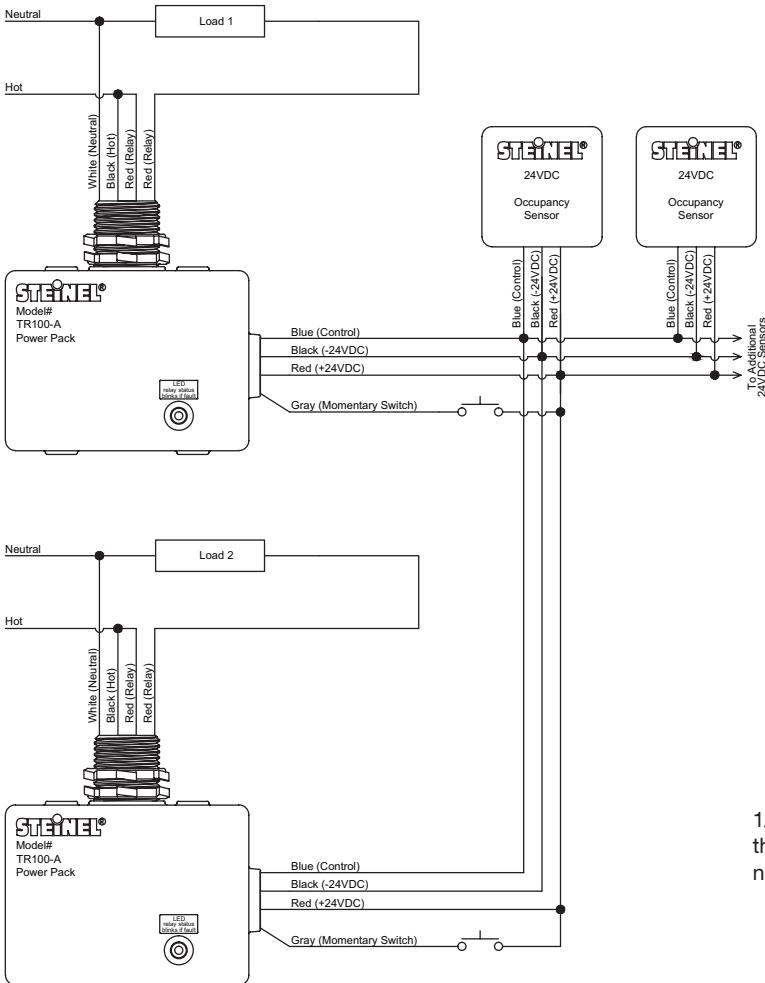 Neutral
Load 1
Hot
White (Neutral)
Black (Hot)
Red (Relay)
Red (Relay)
STEINEL®
24VDC
Occupancy
Sensor
STEINEL®
24VDC
Occupancy
Sensor
Blue (Control)
Black (-24VDC)
Red (+24VDC)
Blue (Control)
Black (-24VDC)
Red (+24VDC)
STEINEL®
Model#
TR100-A
Power Pack
LED
relay status
blinks if fault
Blue (Control)
Black (-24VDC)
Red (+24VDC)
Gray (Momentary Switch)
To Additional
24VDC Sensors
Neutral
Load 2
Hot
White (Neutral)
Black (Hot)
Red (Relay)
Red (Relay)
STEINEL®
Model#
TR100-A
Power Pack
LED
relay status
blinks if fault
Blue (Control)
Black (-24VDC)
Red (+24VDC)
Gray (Momentary Switch)